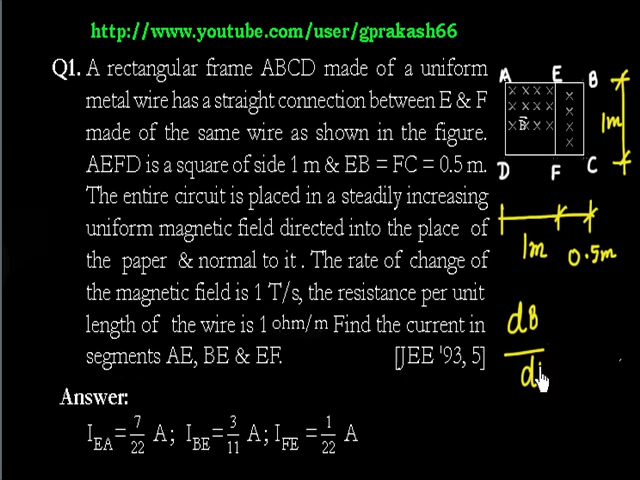 http://www.youtube.com/user/gprakash66
Q1. A rectangular frame ABCD made of a uniform
metal wire has a straight connection between E & F
made of the same wire as shown in the figure.
AEFD is a square of side 1 m & EB = FC = 0.5 m.
The entire circuit is placed in a steadily increasing
uniform magnetic field directed into the place of
the paper & normal to it . The rate of change of
the magnetic field is 1 T/s, the resistance per unit
length of the wire is 1 ohm/m Find the current in
segments AE, BE & EF. [JEE '93, 5]
Answer:
I_EA = 7/22 A; I_BE = 3/11 A; I_FE = 1/22 A
A E B
× × × × ×
× × × × ×
× B⃗ × × ×
×
D F C
1m
1m 0.5m
dB
d